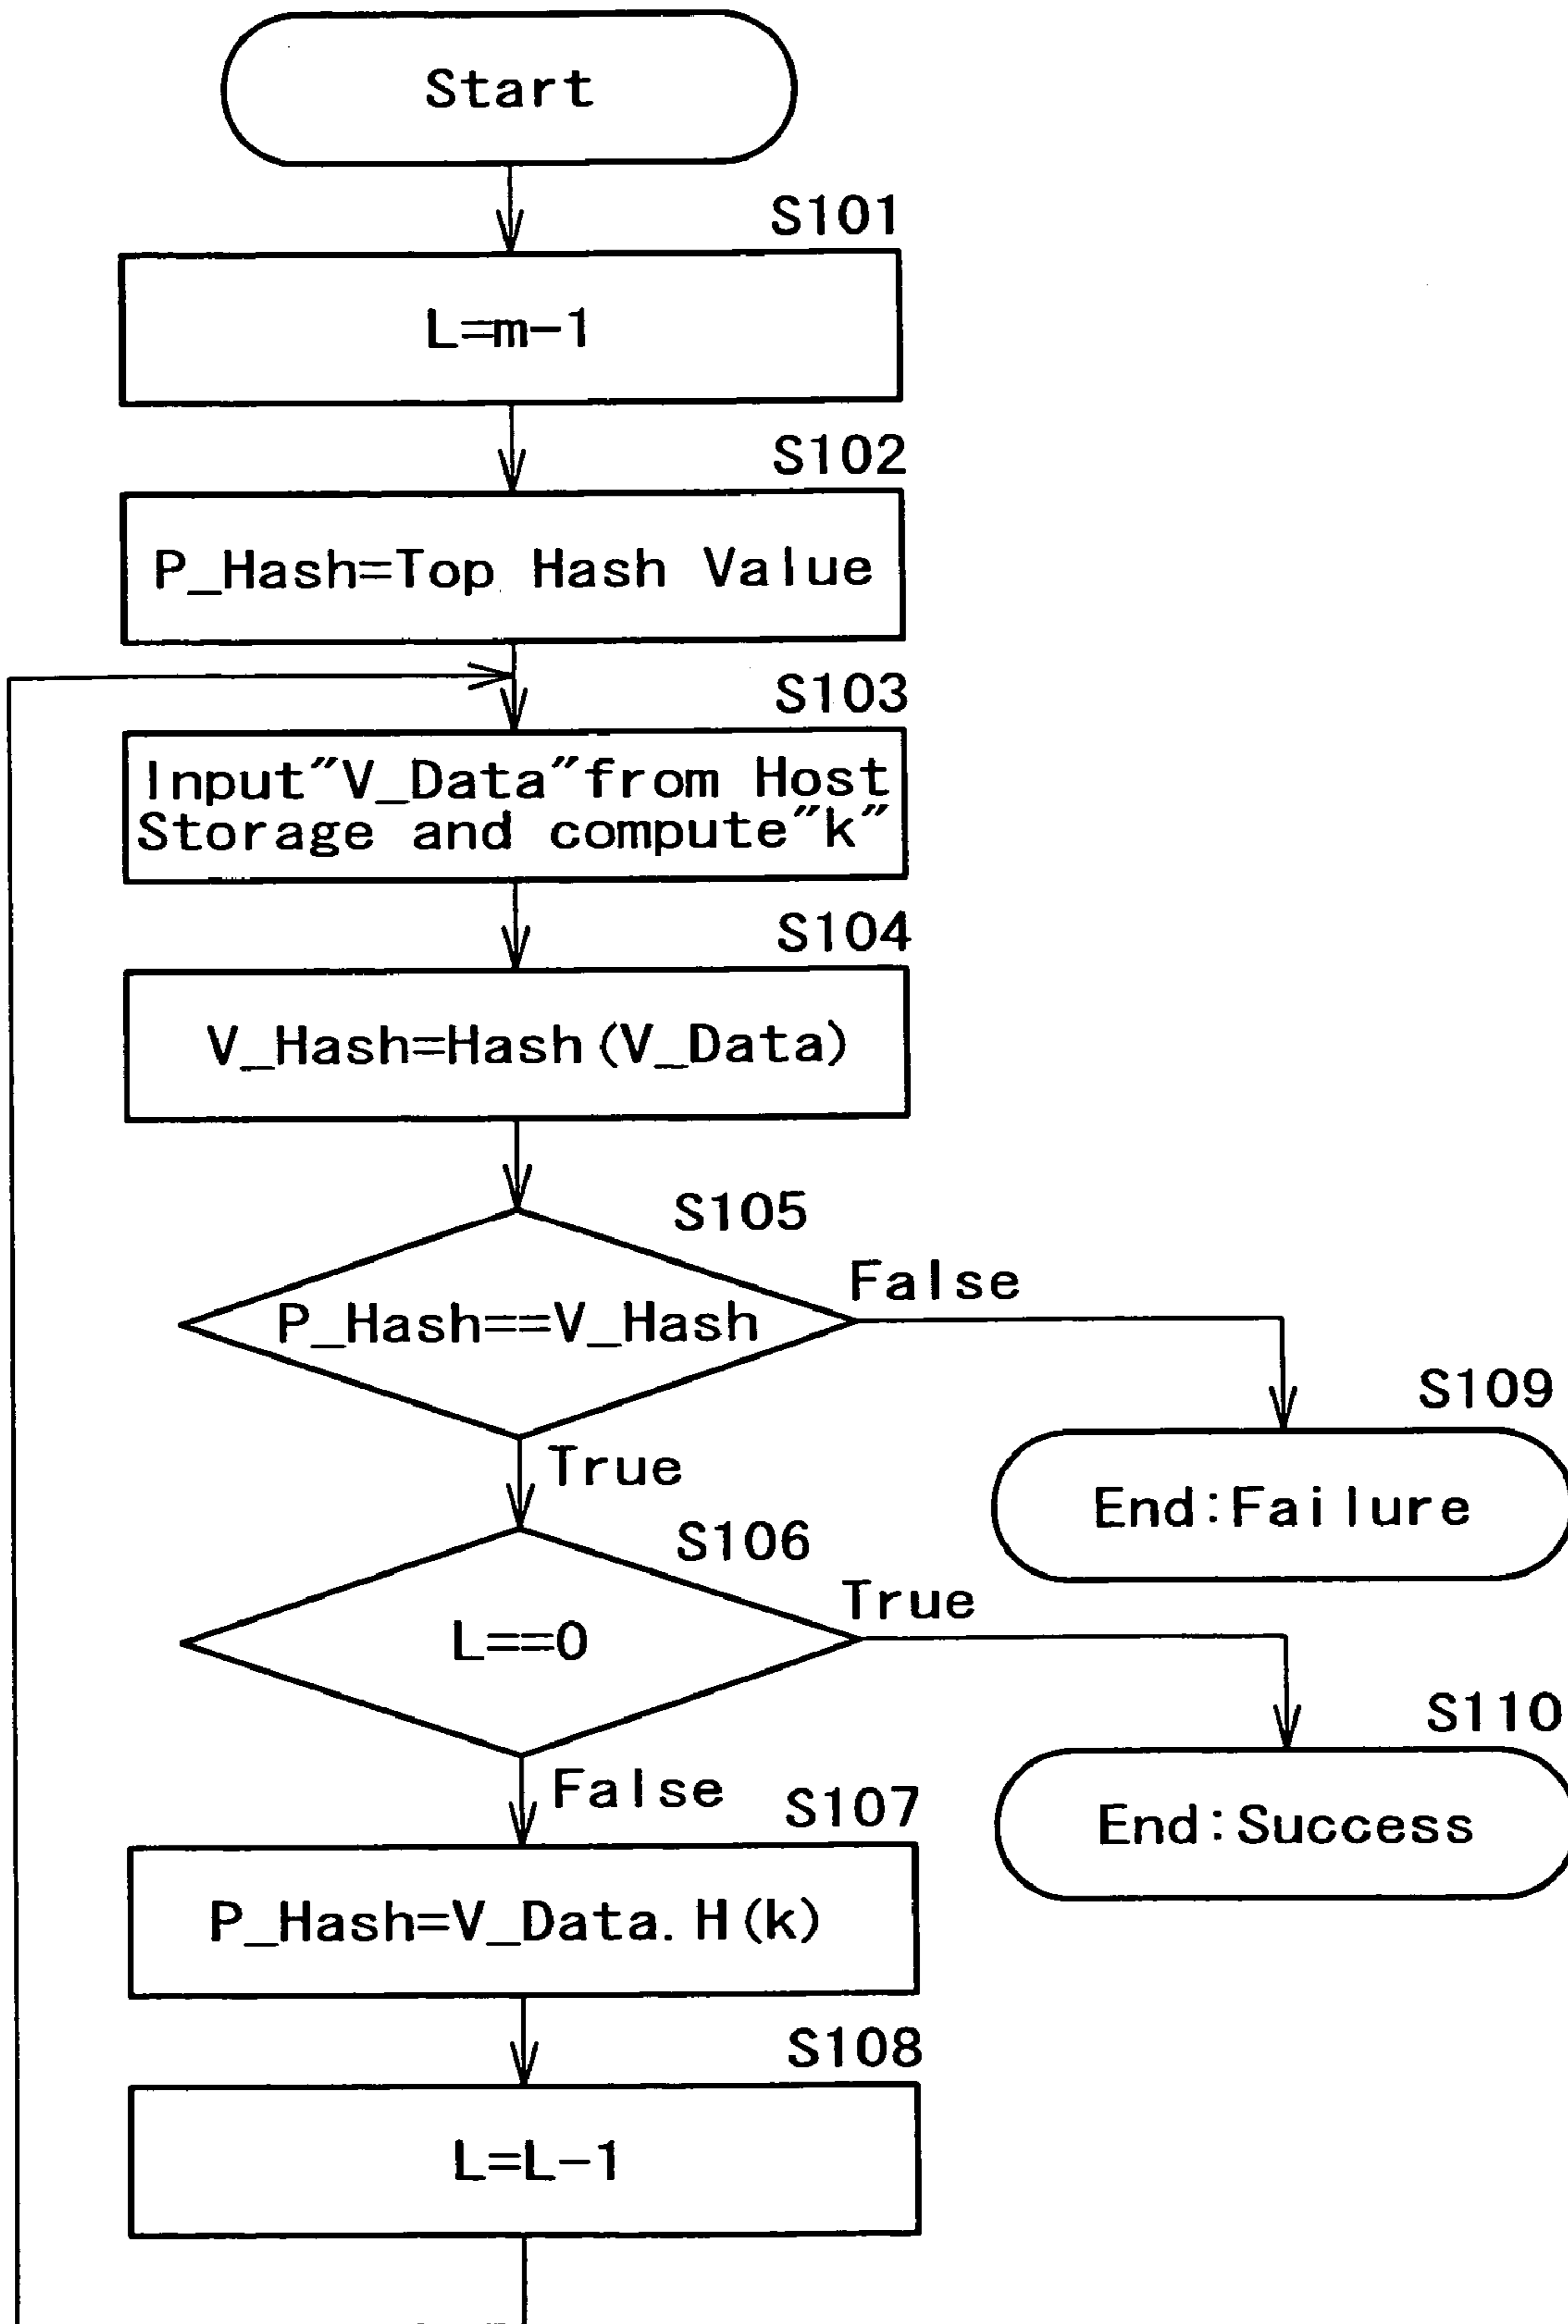 Start
S101
L=m-1
S102
P_Hash=Top Hash Value
S103
Input"V_Data"from Host
Storage and compute"k"
S104
V_Hash=Hash(V_Data)
S105
P_Hash==V_Hash
False
S109
True
End:Failure
S106
L==0
True
S110
False
S107
End:Success
P_Hash=V_Data.H(k)
S108
L=L-1